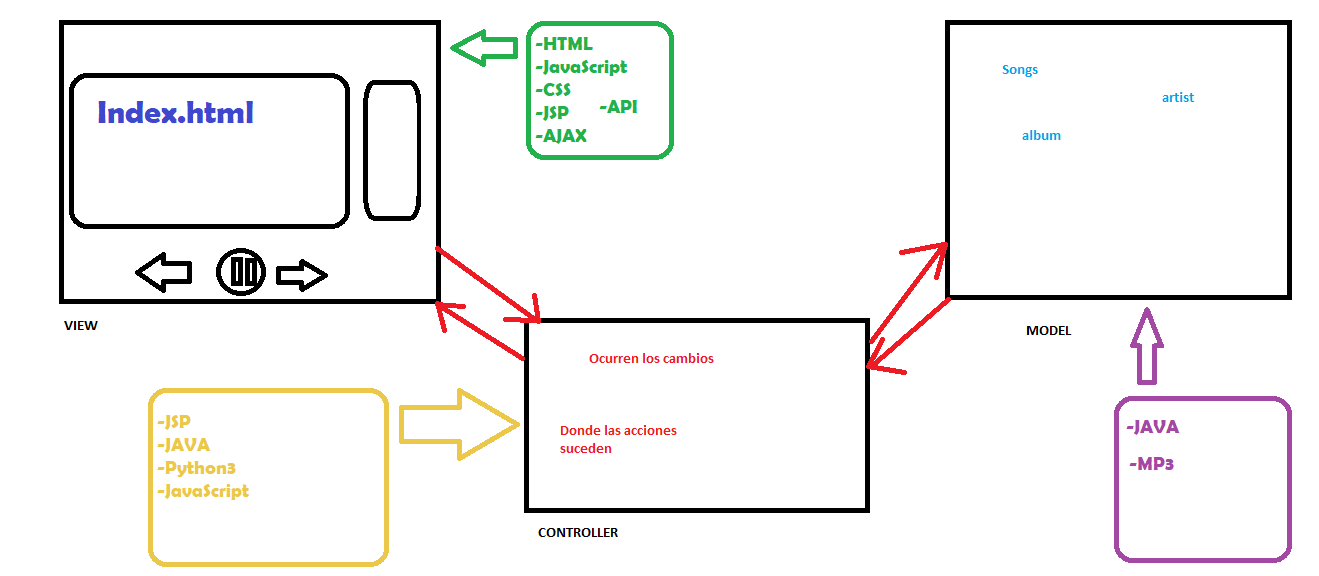 Index.html
VIEW
-HTML
-JavaScript
-CSS
-JSP
-AJAX
-API
Songs
artist
album
MODEL
Ocurren los cambios
Donde las acciones
suceden
CONTROLLER
-JSP
-JAVA
-Python3
-JavaScript
-JAVA
-MP3